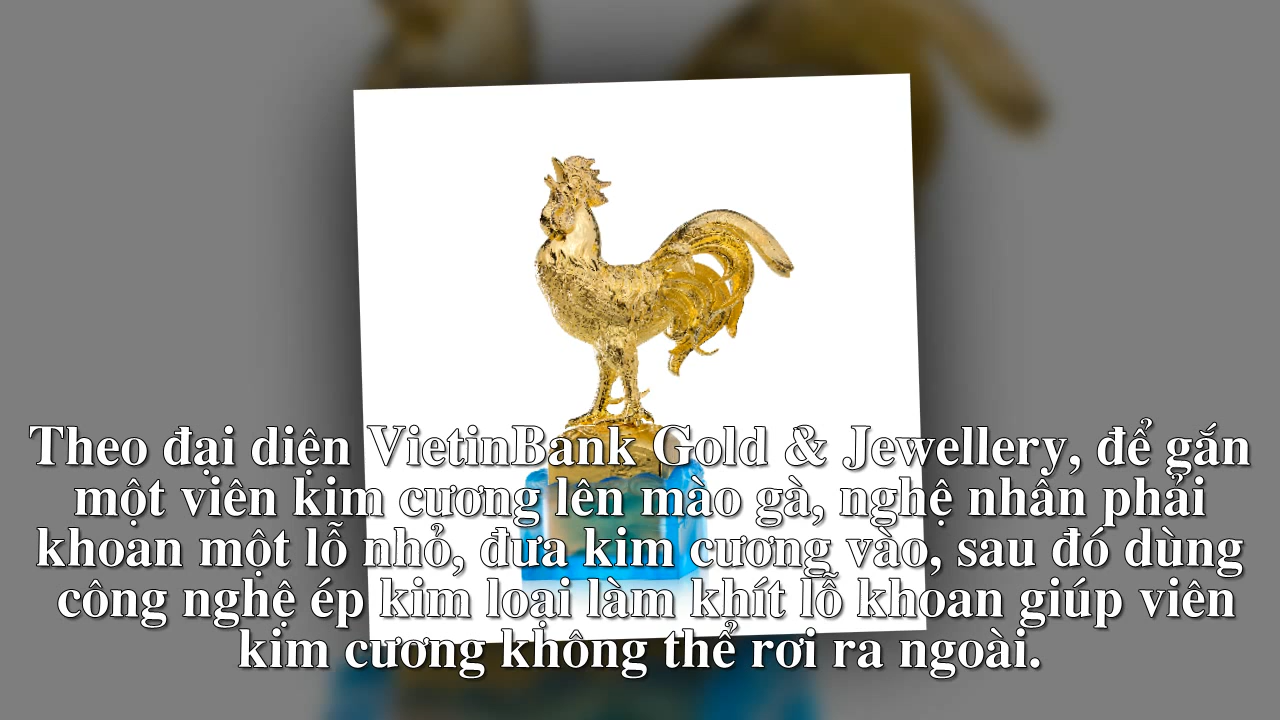 Theo đại diện VietinBank Gold & Jewellery, để gắn
một viên kim cương lên mào gà, nghệ nhân phải
khoan một lỗ nhỏ, đưa kim cương vào, sau đó dùng
công nghệ ép kim loại làm khít lỗ khoan giúp viên
kim cương không thể rơi ra ngoài.